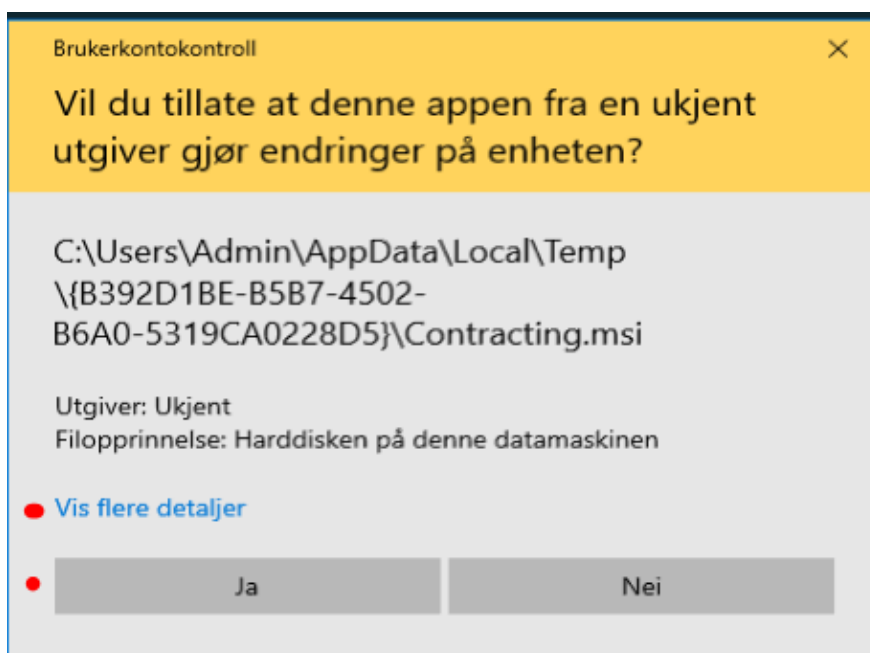 Brukerkontokontroll
Vil du tillate at denne appen fra en ukjent
utgiver gjør endringer på enheten?
C:\Users\Admin\AppData\Local\Temp
\{B392D1BE-B5B7-4502-
B6A0-5319CA0228D5}\Contracting.msi
Utgiver: Ukjent
Filopprinnelse: Harddisken på denne datamaskinen
Vis flere detaljer
Ja
Nei